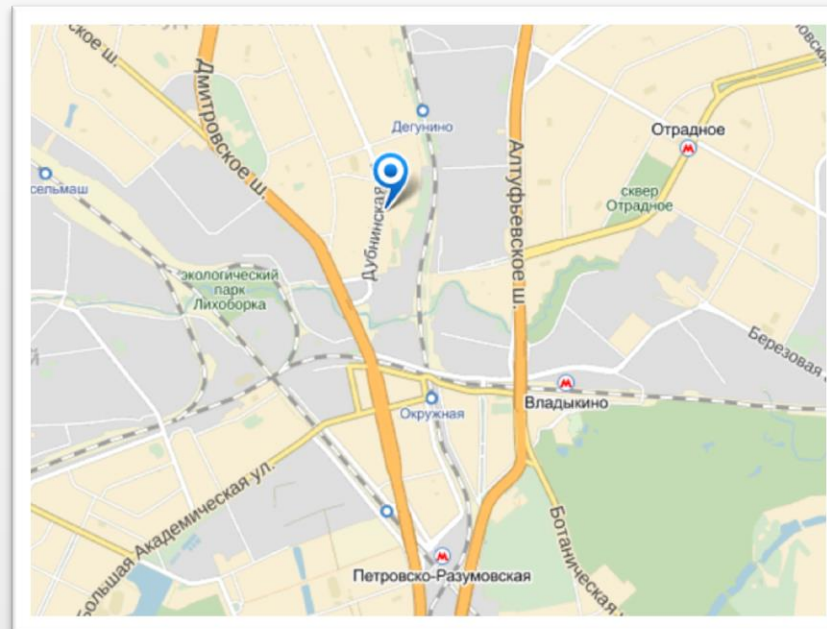 ское ш.
Дмитровское ш.
Дегунино
Отрадное
сельмаш
Дубнинская
Алтуфьевское ш.
сквер
Отрадное
экологический
парк
Лихоборка
Березовая
Владыкино
Окружная
Большая Академическая ул.
Ботаническая
Петровско-Разумовская